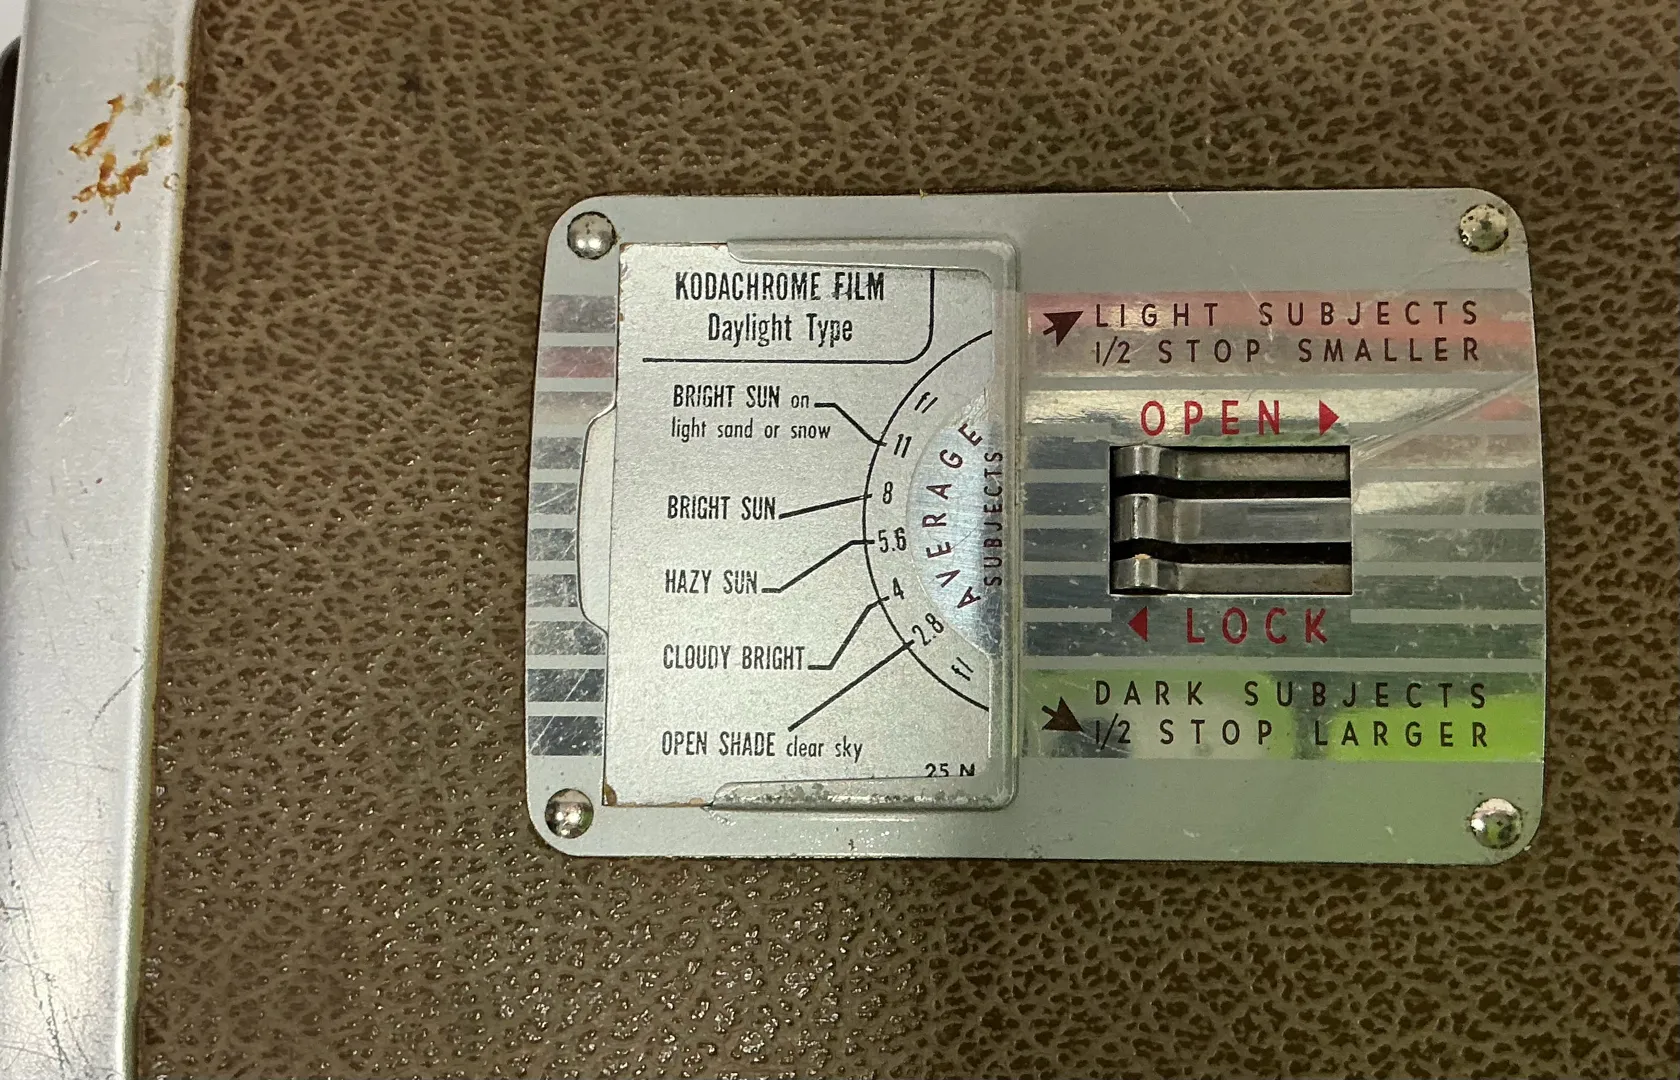 KODACHROME FILM
Daylight Type
BRIGHT SUN on
light sand or snow
BRIGHT SUN
HAZY SUN
CLOUDY BRIGHT
OPEN SHADE clear sky
f/
11
8
5.6
4
2.8
f/
AVERAGE
SUBJECTS
25 N
LIGHT SUBJECTS
1/2 STOP SMALLER
OPEN
LOCK
DARK SUBJECTS
1/2 STOP LARGER